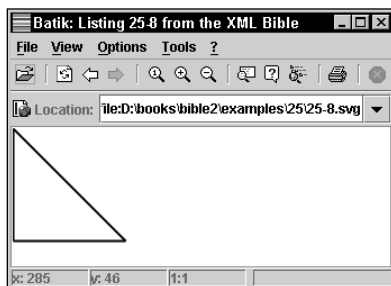 Batik: Listing 25-8 from the XML Bible
File View Options Tools ?
Location: file:D:\books\bible2\examples\25\25-8.svg
x: 285 y: 46 1:1